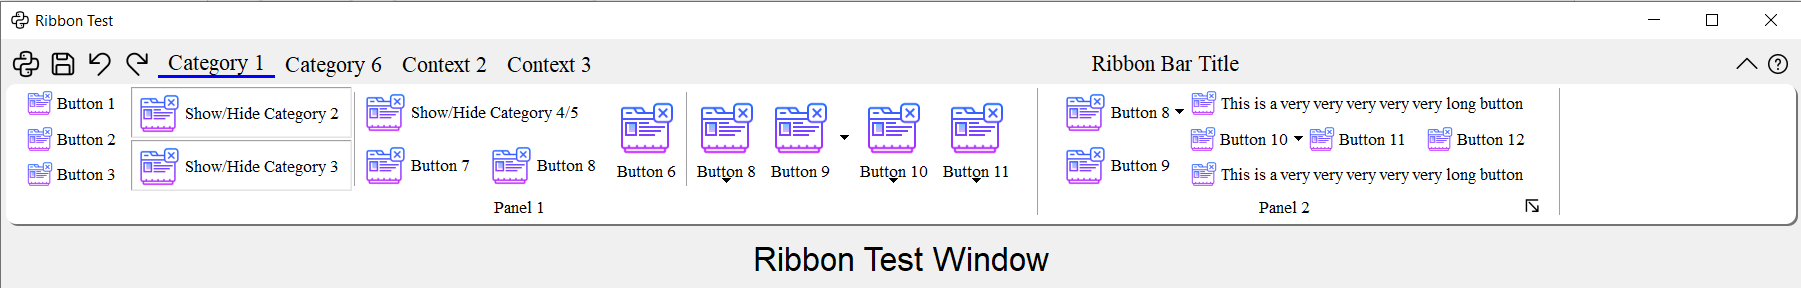 Ribbon Test
Category 1 Category 6 Context 2 Context 3 Ribbon Bar Title
Button 1
Button 2
Button 3
Show/Hide Category 2
Show/Hide Category 3
Show/Hide Category 4/5
Button 7 Button 8
Button 6
Button 8
Button 9
Button 10
Button 11
Panel 1
Button 8
Button 9
This is a very very very very very long button
Button 10 Button 11 Button 12
This is a very very very very very long button
Panel 2
Ribbon Test Window